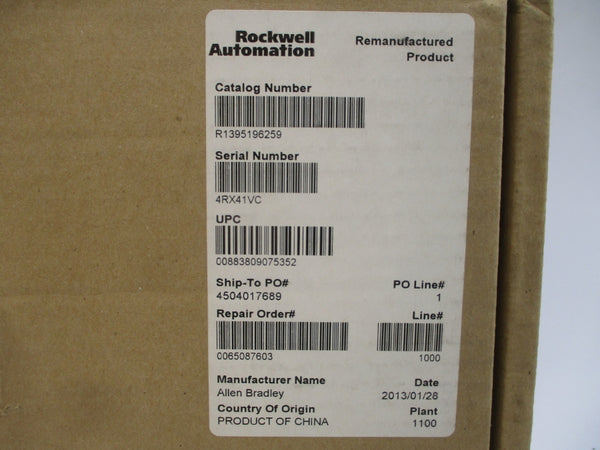 Rockwell Automation
Remanufactured Product
Catalog Number
R1395196259
Serial Number
4RX41VC
UPC
00883809075352
Ship-To PO# PO Line#
4504017689 1
Repair Order# Line#
0065087603 1000
Manufacturer Name Date
Allen Bradley 2013/01/28
Country Of Origin Plant
PRODUCT OF CHINA 1100